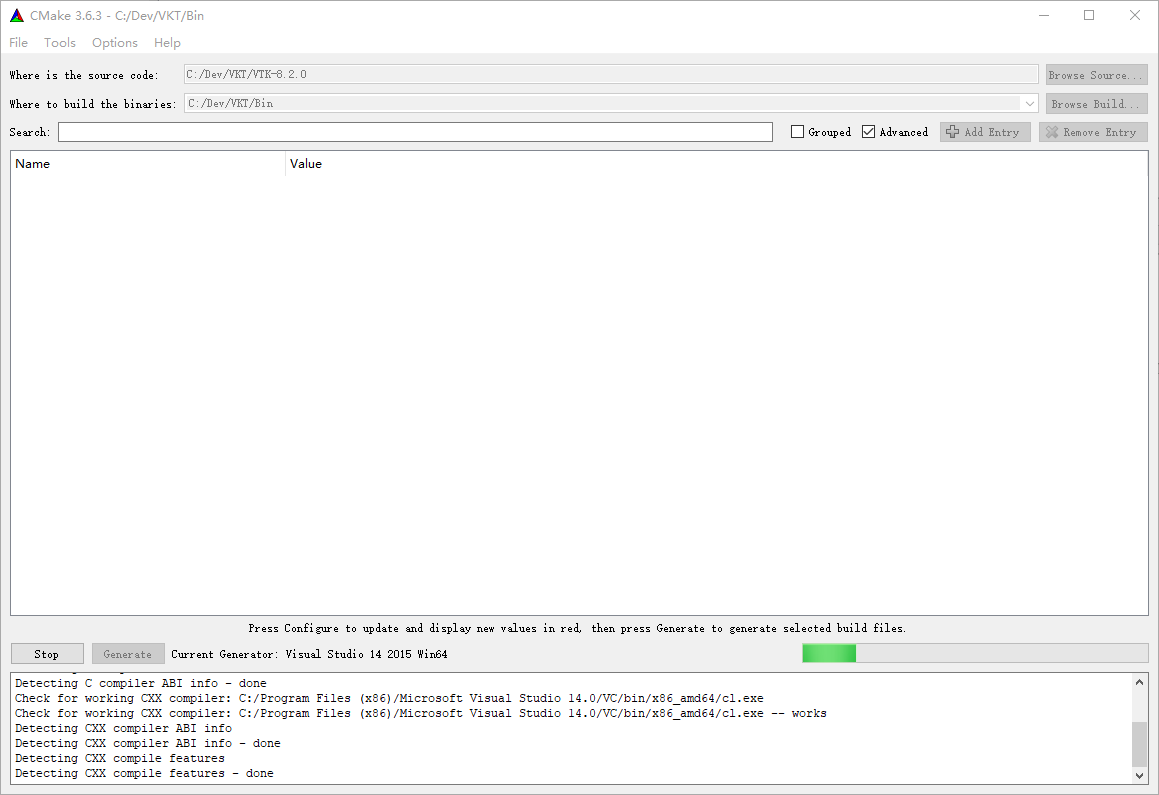 CMake 3.6.3 - C:/Dev/VKT/Bin
File Tools Options Help
Where is the source code: C:/Dev/VKT/VTK-8.2.0 Browse Source...
Where to build the binaries: C:/Dev/VKT/Bin Browse Build...
Search: Grouped Advanced Add Entry Remove Entry
Name Value
Press Configure to update and display new values in red, then press Generate to generate selected build files.
Stop Generate Current Generator: Visual Studio 14 2015 Win64
Detecting C compiler ABI info - done
Check for working CXX compiler: C:/Program Files (x86)/Microsoft Visual Studio 14.0/VC/bin/x86_amd64/cl.exe
Check for working CXX compiler: C:/Program Files (x86)/Microsoft Visual Studio 14.0/VC/bin/x86_amd64/cl.exe -- works
Detecting CXX compiler ABI info
Detecting CXX compiler ABI info - done
Detecting CXX compile features
Detecting CXX compile features - done